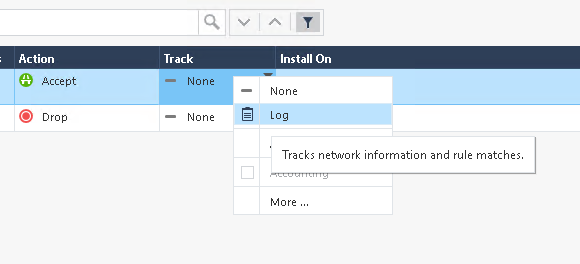 Action Track Install On
Accept None
None
Log
Drop None
Tracks network information and rule matches.
Accounting
More ...